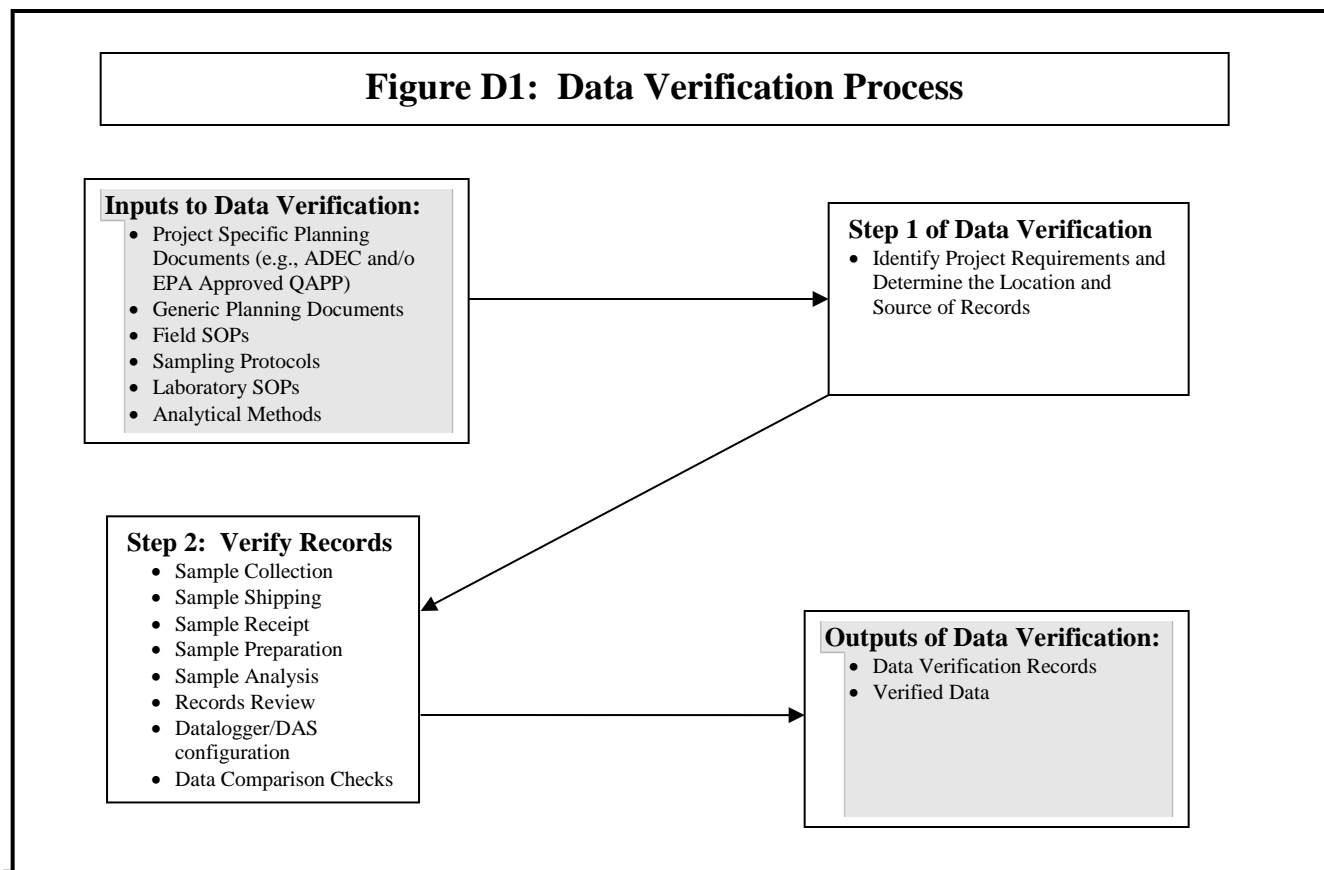 Figure D1:  Data Verification Process
Inputs to Data Verification:
• Project Specific Planning
Documents (e.g., ADEC and/o
EPA Approved QAPP)
• Generic Planning Documents
• Field SOPs
• Sampling Protocols
• Laboratory SOPs
• Analytical Methods
Step 1 of Data Verification
• Identify Project Requirements and
Determine the Location and
Source of Records
Step 2:  Verify Records
• Sample Collection
• Sample Shipping
• Sample Receipt
• Sample Preparation
• Sample Analysis
• Records Review
• Datalogger/DAS
configuration
• Data Comparison Checks
Outputs of Data Verification:
• Data Verification Records
• Verified Data